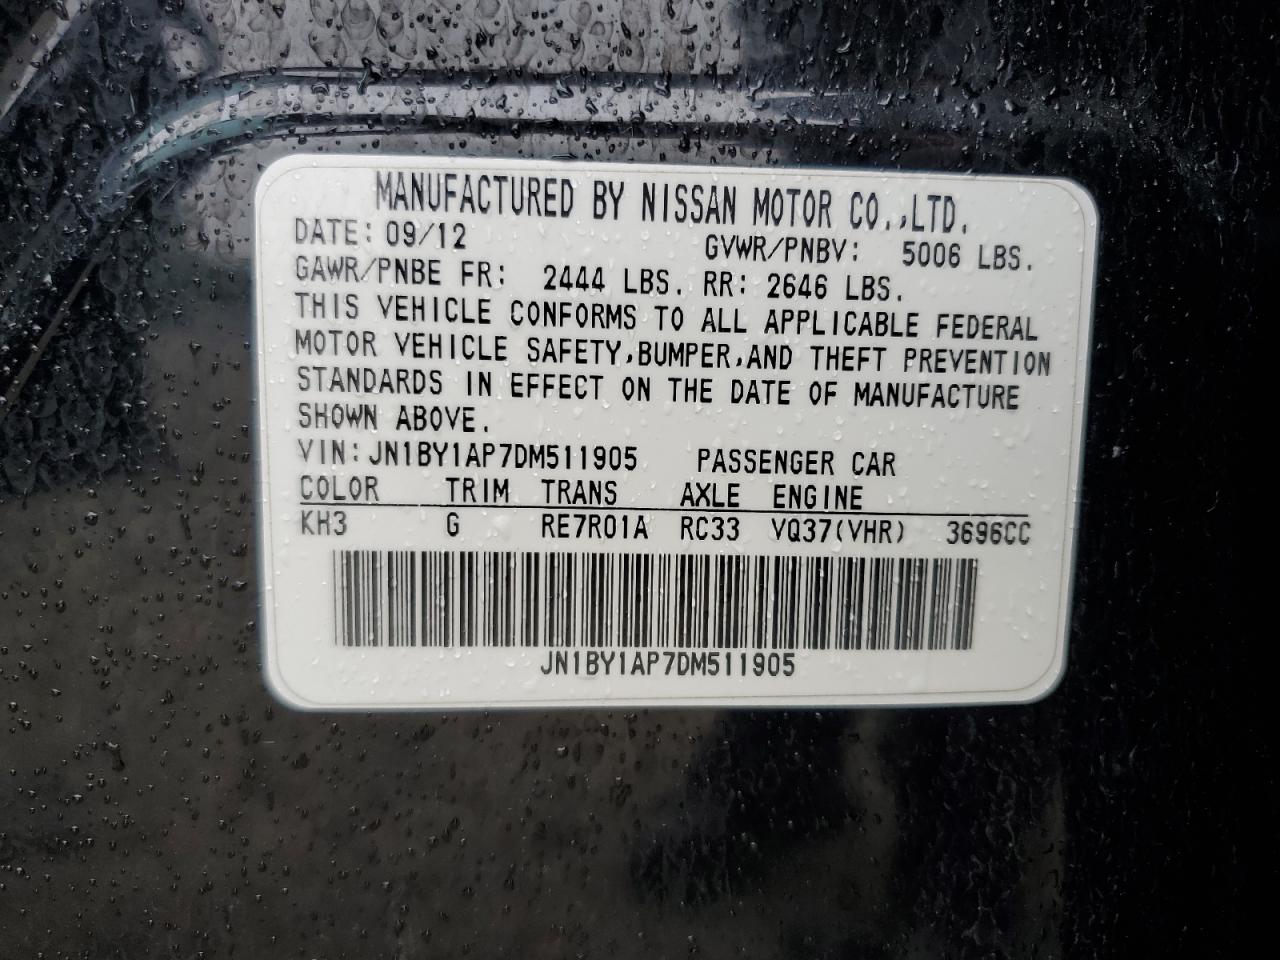 MANUFACTURED BY NISSAN MOTOR CO.,LTD.
DATE: 09/12 GVWR/PNBV: 5006 LBS.
GAWR/PNBE FR: 2444 LBS. RR: 2646 LBS.
THIS VEHICLE CONFORMS TO ALL APPLICABLE FEDERAL
MOTOR VEHICLE SAFETY,BUMPER,AND THEFT PREVENTION
STANDARDS IN EFFECT ON THE DATE OF MANUFACTURE
SHOWN ABOVE.
VIN:JN1BY1AP7DM511905 PASSENGER CAR
COLOR TRIM TRANS AXLE ENGINE
KH3 G RE7R01A RC33 VQ37(VHR) 3696CC
JN1BY1AP7DM511905